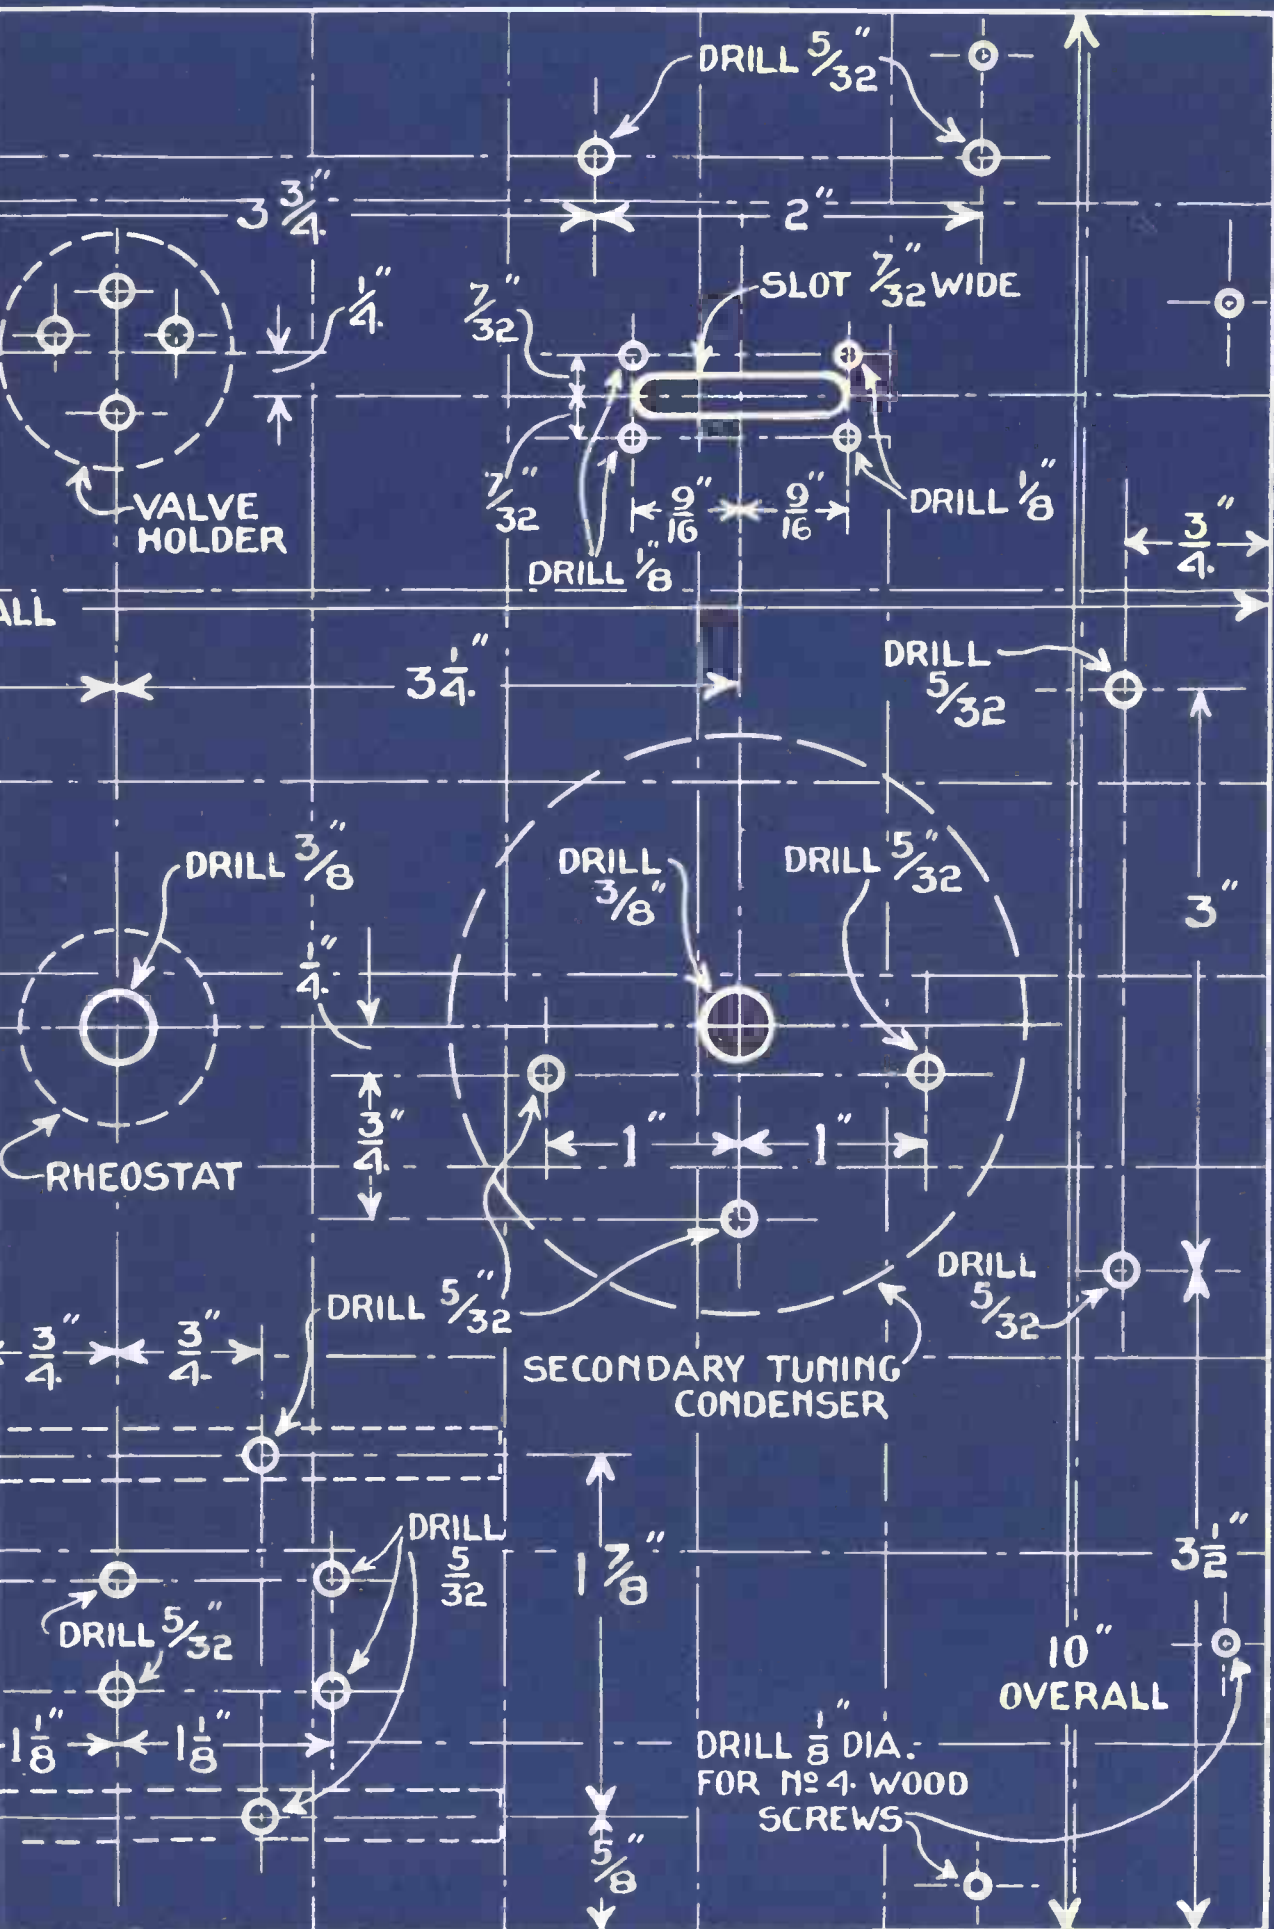 DRILL 5/32"
3 3/4."
2"
1/4."
7/32"
SLOT 7/32" WIDE
7/32"
9/16"
9/16"
DRILL 1/8"
VALVE
HOLDER
DRILL 1/8"
3/4."
ALL
DRILL
5/32
3 1/4."
DRILL 3/8"
DRILL
3/8"
DRILL 5/32"
3"
1/4."
3/4."
1"
1"
RHEOSTAT
DRILL 5/32"
DRILL
5/32
3/4."
3/4."
SECONDARY TUNING
CONDENSER
DRILL
5/32
1 7/8"
3 1/2"
DRILL 5/32"
10"
OVERALL
1 1/8"
1 1/8"
DRILL 1/8" DIA.
FOR Nº 4. WOOD
SCREWS
5/8"